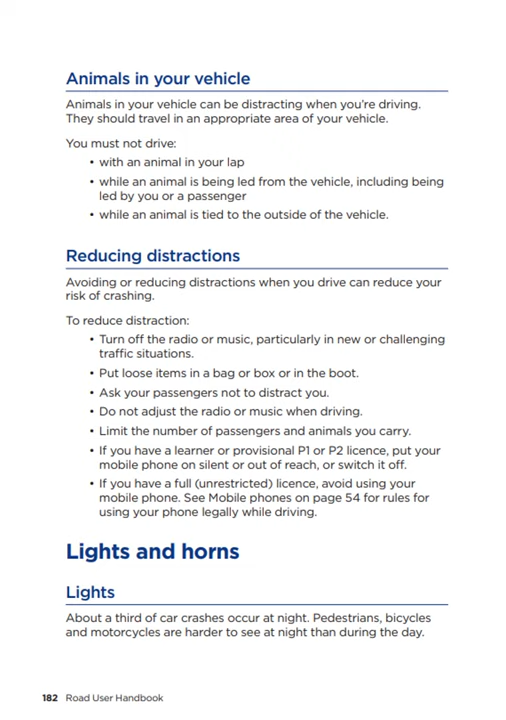 Animals in your vehicle
Animals in your vehicle can be distracting when you're driving.
They should travel in an appropriate area of your vehicle.
You must not drive:
• with an animal in your lap
• while an animal is being led from the vehicle, including being
led by you or a passenger
• while an animal is tied to the outside of the vehicle.
Reducing distractions
Avoiding or reducing distractions when you drive can reduce your
risk of crashing.
To reduce distraction:
• Turn off the radio or music, particularly in new or challenging
traffic situations.
• Put loose items in a bag or box or in the boot.
• Ask your passengers not to distract you.
• Do not adjust the radio or music when driving.
• Limit the number of passengers and animals you carry.
• If you have a learner or provisional P1 or P2 licence, put your
mobile phone on silent or out of reach, or switch it off.
• If you have a full (unrestricted) licence, avoid using your
mobile phone. See Mobile phones on page 54 for rules for
using your phone legally while driving.
Lights and horns
Lights
About a third of car crashes occur at night. Pedestrians, bicycles
and motorcycles are harder to see at night than during the day.
182 Road User Handbook